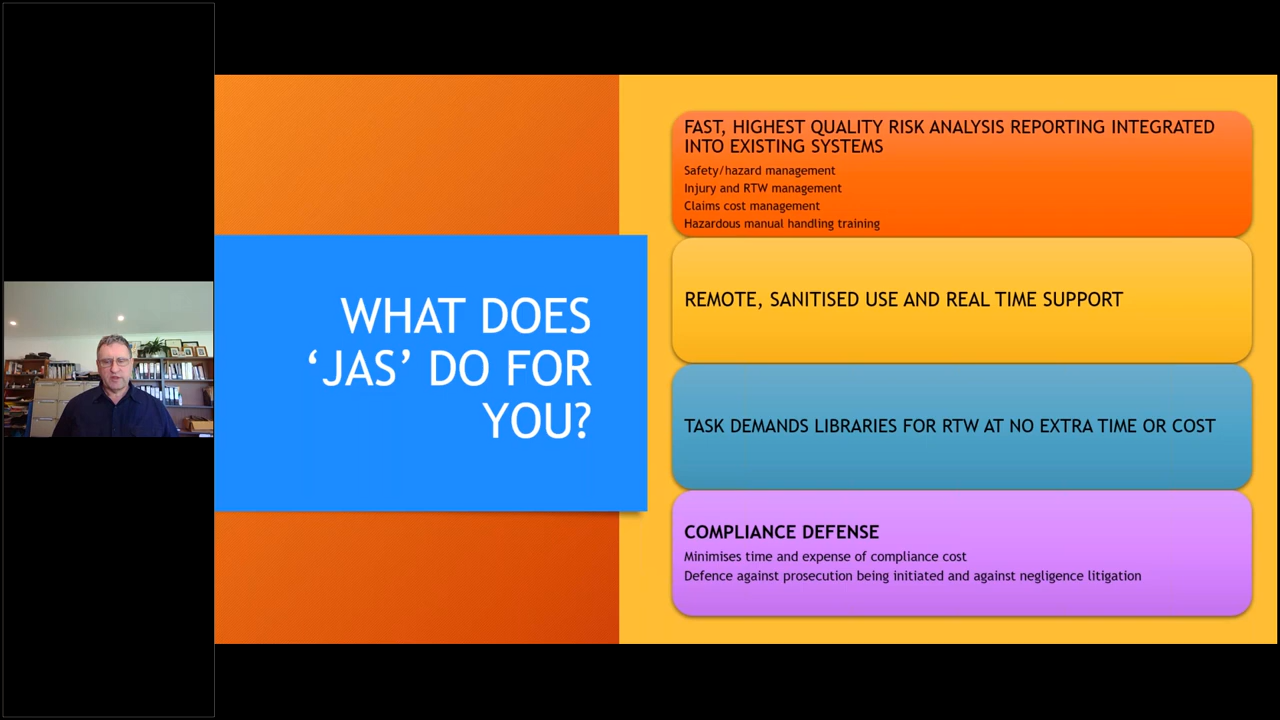 WHAT DOES
‘JAS’ DO FOR
YOU?
FAST, HIGHEST QUALITY RISK ANALYSIS REPORTING INTEGRATED
INTO EXISTING SYSTEMS
Safety/hazard management
Injury and RTW management
Claims cost management
Hazardous manual handling training
REMOTE, SANITISED USE AND REAL TIME SUPPORT
TASK DEMANDS LIBRARIES FOR RTW AT NO EXTRA TIME OR COST
COMPLIANCE DEFENSE
Minimises time and expense of compliance cost
Defence against prosecution being initiated and against negligence litigation